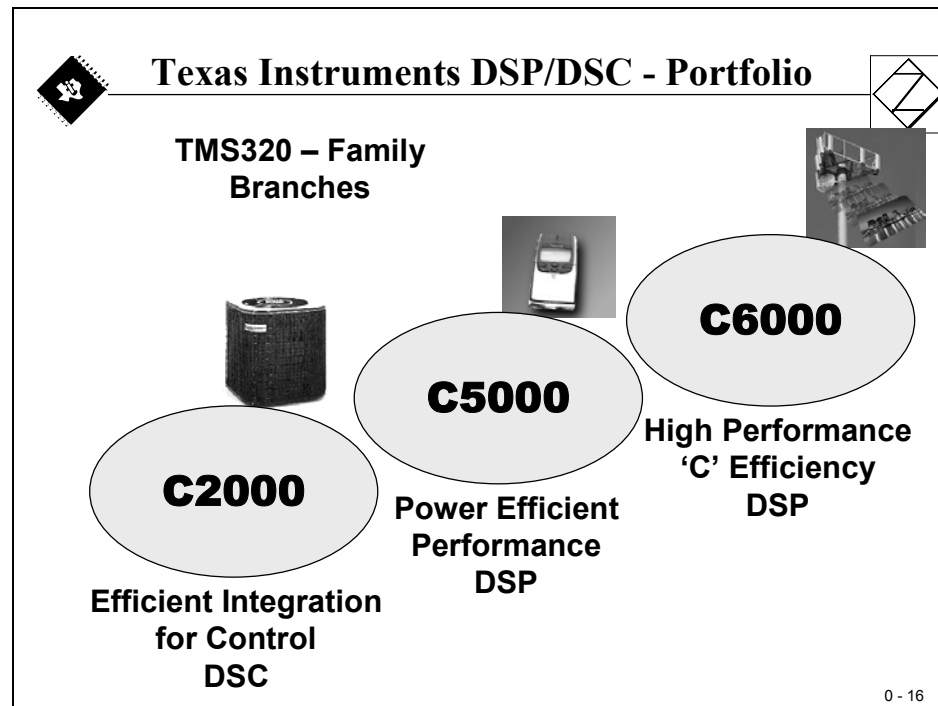 Texas Instruments DSP/DSC - Portfolio
TMS320 – Family
Branches
C2000
Efficient Integration
for Control
DSC
C5000
Power Efficient
Performance
DSP
C6000
High Performance
‘C’ Efficiency
DSP
0 - 16